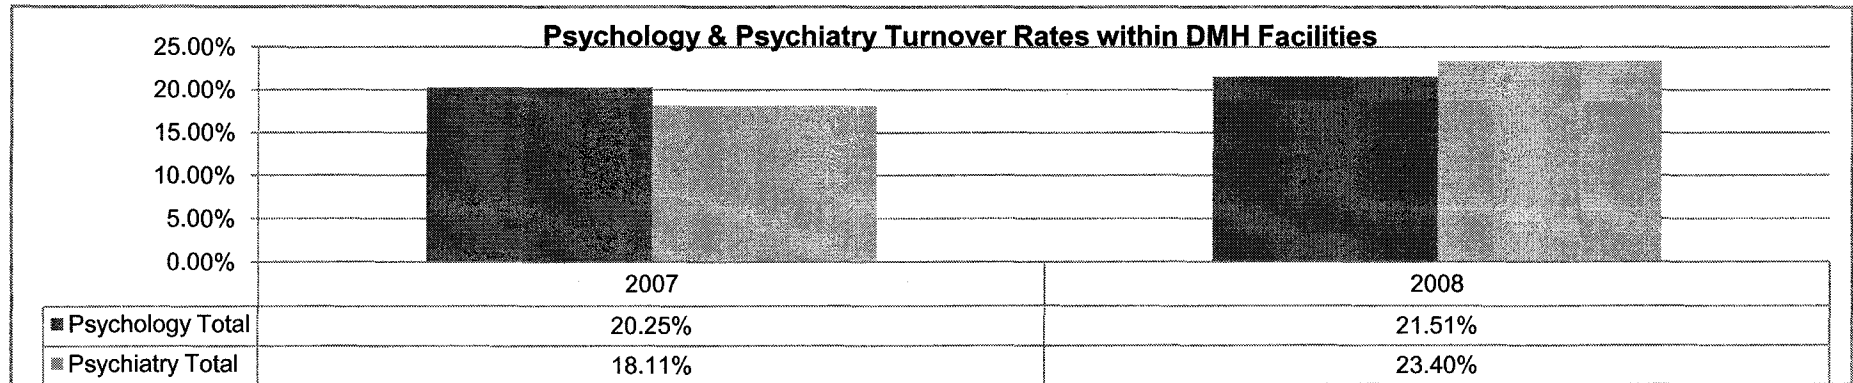 Psychology & Psychiatry Turnover Rates within DMH Facilities
25.00%
20.00%
15.00%
10.00%
5.00%
0.00%
2007 2008
Psychology Total 20.25% 21.51%
Psychiatry Total 18.11% 23.40%